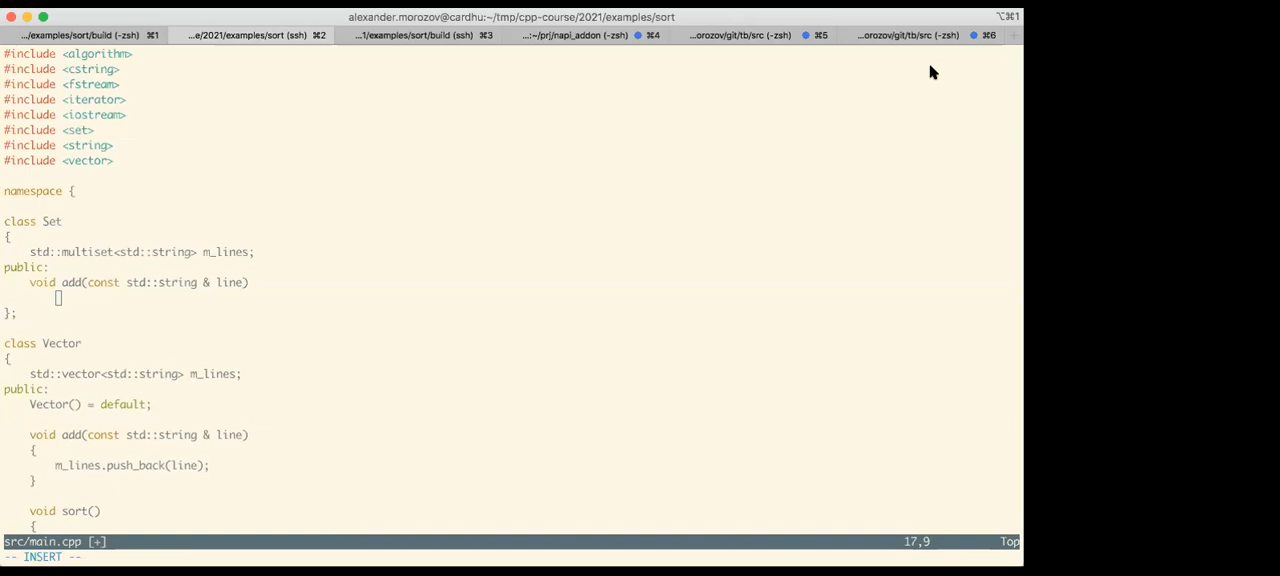 alexander.morozov@cardhu:~/tmp/cpp-course/2021/examples/sort
⌥⌘1
.../examples/sort/build (-zsh) ⌘1
...e/2021/examples/sort (ssh) ⌘2
...1/examples/sort/build (ssh) ⌘3
...:~/prj/napi_addon (-zsh) ⌘4
...orozov/git/tb/src (-zsh) ⌘5
...orozov/git/tb/src (-zsh) ⌘6
#include <algorithm>
#include <cstring>
#include <fstream>
#include <iterator>
#include <iostream>
#include <set>
#include <string>
#include <vector>
namespace {
class Set
{
    std::multiset<std::string> m_lines;
public:
    void add(const std::string & line)
};
class Vector
{
    std::vector<std::string> m_lines;
public:
    Vector() = default;
    void add(const std::string & line)
    {
        m_lines.push_back(line);
    }
    void sort()
    {
src/main.cpp [+] 17,9 Top
-- INSERT --